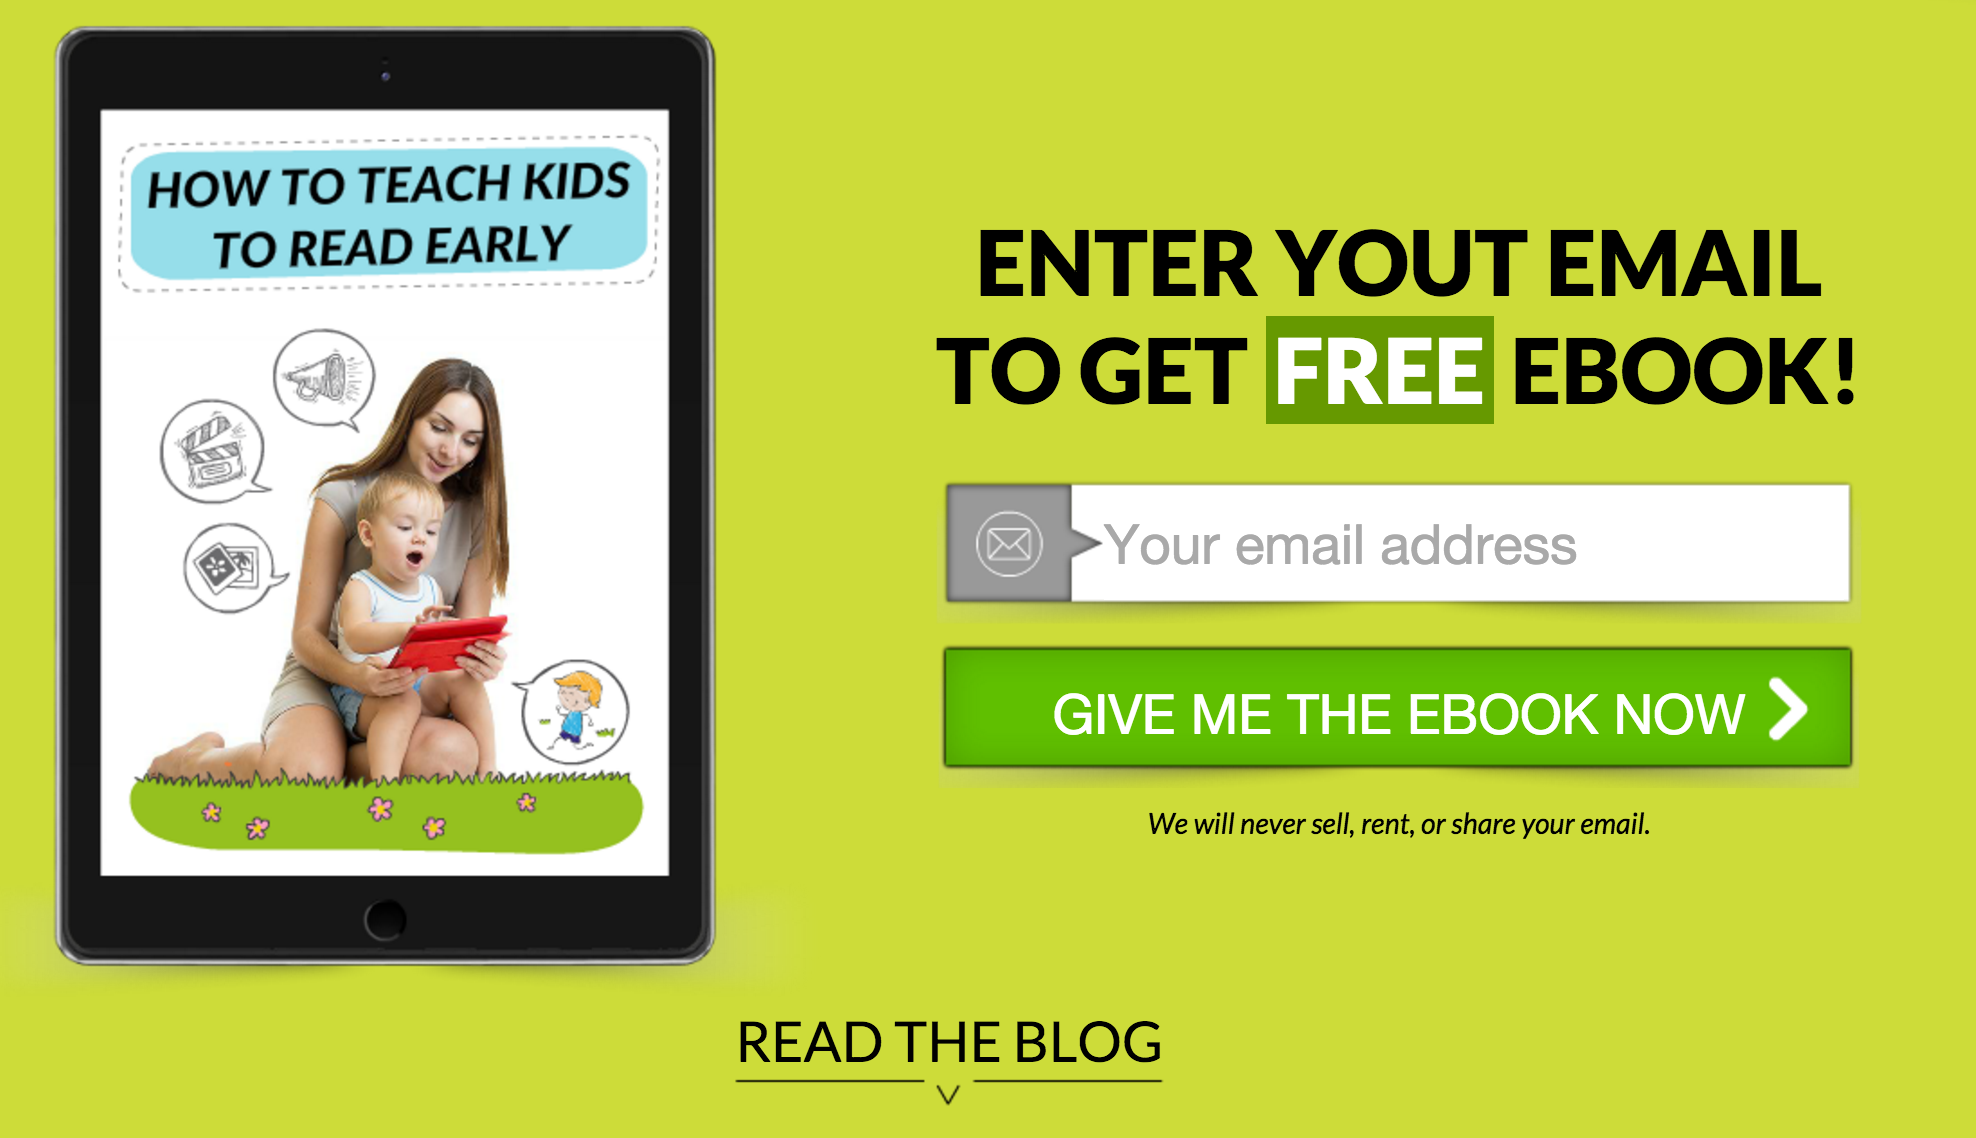 HOW TO TEACH KIDS
TO READ EARLY
ENTER YOUT EMAIL
TO GET FREE EBOOK!
Your email address
GIVE ME THE EBOOK NOW
We will never sell, rent, or share your email.
READ THE BLOG